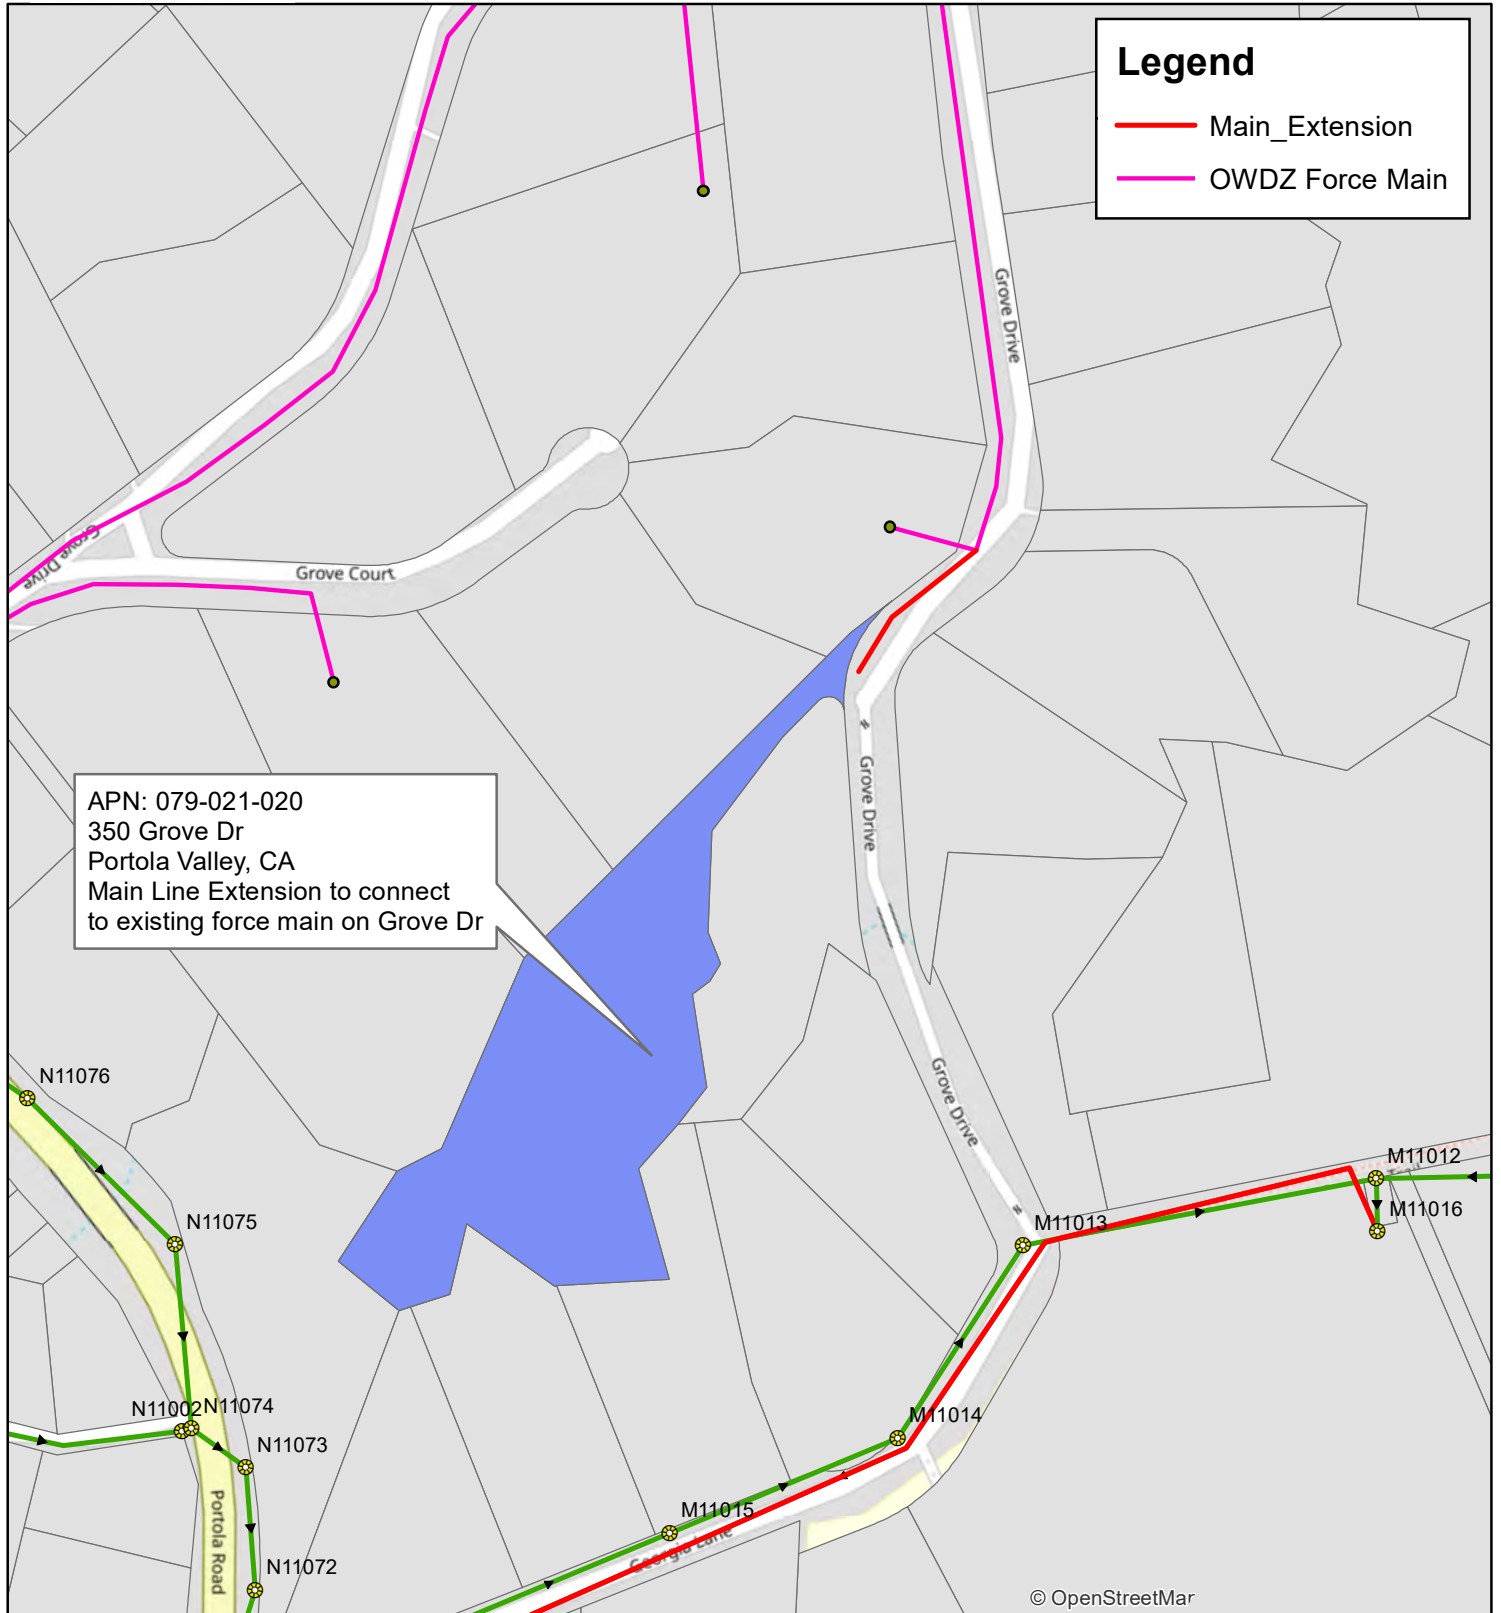 Legend
Main_Extension
OWDZ Force Main
Grove Drive
Grove Drive
Grove Court
Grove Drive
APN: 079-021-020
350 Grove Dr
Portola Valley, CA
Main Line Extension to connect
to existing force main on Grove Dr
Grove Drive
N11076
M11012
Trail
M11016
N11075
M11013
N11002
N11074
M11014
N11073
M11015
Georgia Lane
Portola Road
N11072
© OpenStreetMar